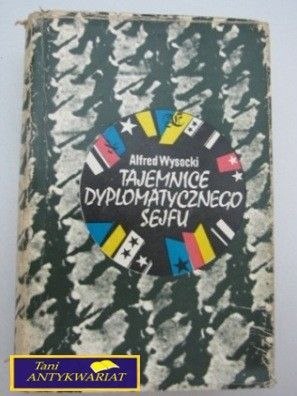 Alfred Wysocki
TAJEMNICE
DYPLOMATYCZNEGO
SEJFU
Tani
ANTYKWARIAT